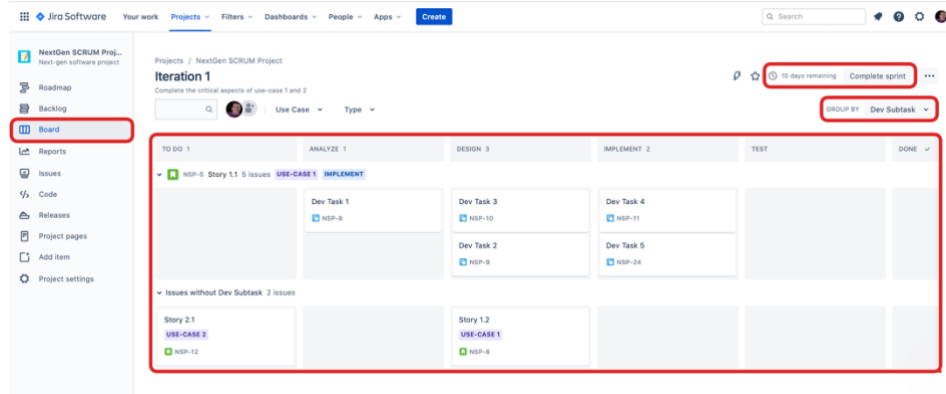 Jira Software Your work Projects Filters Dashboards People Apps Create Search
NextGen SCRUM Proj...
Next-gen software project
Roadmap
Backlog
Board
Reports
Issues
Code
Releases
Project pages
Add item
Project settings
Projects / NextGen SCRUM Project
Iteration 1
Complete the critical aspects of use-case 1 and 2
10 days remaining Complete sprint
Use Case Type
GROUP BY Dev Subtask
TO DO 1 ANALYZE 1 DESIGN 3 IMPLEMENT 2 TEST DONE
NSP-5 Story 1.1 5 issues USE-CASE 1 IMPLEMENT
Dev Task 1 Dev Task 3 Dev Task 4
NSP-8 NSP-10 NSP-11
Dev Task 2 Dev Task 5
NSP-9 NSP-24
Issues without Dev Subtask 2 issues
Story 2.1 Story 1.2
USE-CASE 2 USE-CASE 1
NSP-12 NSP-6